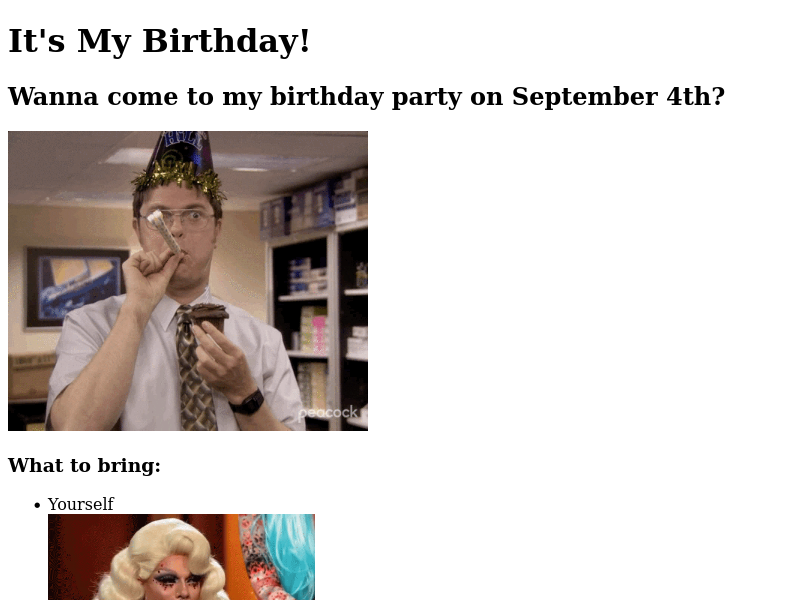 It's My Birthday!
Wanna come to my birthday party on September 4th?
peacock
What to bring:
Yourself